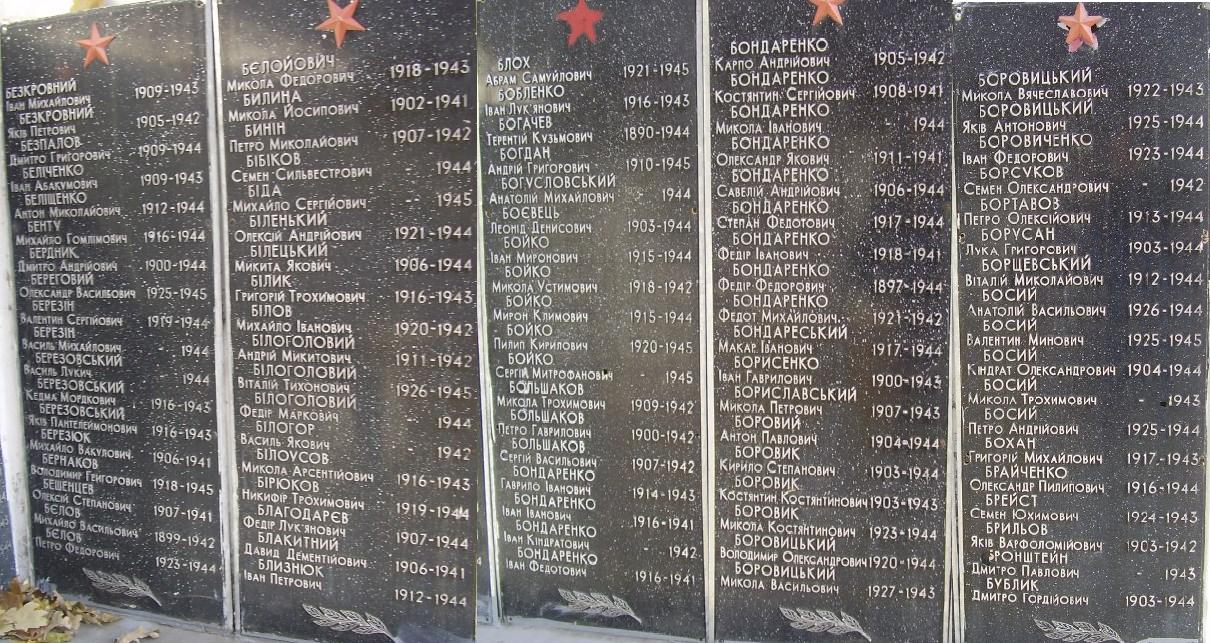 БЕЗКРОВНИЙ
Іван Михайлович 1909-1943
БЕЗКРОВНИЙ
Яків Петрович 1905-1942
БЕЗПАЛОВ
Дмитро Григорович 1909-1944
БЕЛІЧЕНКО
Іван Абакумович 1909-1943
БЕЛІЩЕНКО
Антон Миколайович 1912-1944
БЕНТУ
Михайло Гомлімович 1916-1944
БЕРДНИК
Дмитро Андрійович 1900-1944
БЕРЕГОВИЙ
Олександр Васильович 1925-1945
БЕРЕЗІН
Валентин Сергійович 1919-1944
БЕРЕЗІН
Василь Михайлович - 1944
БЕРЕЗОВСЬКИЙ
Василь Лукич 1944
БЕРЕЗОВСЬКИЙ
Кедма Мордкович 1916-1943
БЕРЕЗОВСЬКИЙ
Яків Пантелеймонович 1916-1943
БЕРЕЗЮК
Михайло Вакулович 1906-1941
БЕРНАКОВ
Володимир Григорович 1918-1945
БЕШЕНЦЕВ
Олексій Степанович 1907-1941
БЄЛОВ
Михайло Васильович 1899-1942
БЄЛОВ
Петро Федорович 1923-1944
БЄЛОЙОВИЧ
Микола Федорович 1918-1943
БИЛИНА
Микола Йосипович 1902-1941
БИНІН
Петро Миколайович 1907-1942
БІБІКОВ
Семен Сильвестрович 1944
БІДА
Михайло Сергійович - 1945
БІЛЕНЬКИЙ
Олексій Андрійович 1921-1944
БІЛЕЦЬКИЙ
Микита Якович 1906-1944
БІЛИК
Григорій Трохимович 1916-1943
БІЛОВ
Михайло Іванович 1920-1942
БІЛОГОЛОВИЙ
Андрій Микитович 1911-1942
БІЛОГОЛОВИЙ
Віталій Тихонович 1926-1945
БІЛОГОЛОВИЙ
Федір Маркович - 1944
БІЛОГОР
Василь Якович - 1942
БІЛОУСОВ
Микола Арсентійович 1916-1943
БІРЮКОВ
Никифір Трохимович 1919-1944
БЛАГОДАРЄВ
Федір Лук'янович 1907-1944
БЛАКИТНИЙ
Давид Дементійович 1906-1941
БЛИЗНЮК
Іван Петрович 1912-1944
БЛОХ
Абрам Самуйлович 1921-1945
БОБЛЕНКО
Іван Лук'янович 1916-1943
БОГАЧЕВ
Терентій Кузьмович 1890-1944
БОГДАН
Андрій Григорович 1910-1945
БОГУСЛОВСЬКИЙ
Анатолій Михайлович - 1944
БОЄВЕЦЬ
Леонід Денисович 1903-1944
БОЙКО
Іван Миронович 1915-1944
БОЙКО
Микола Устимович 1918-1942
БОЙКО
Мирон Климович 1915-1944
БОЙКО
Пилип Кирилович 1920-1945
БОЙКО
Сергій Митрофанович - 1945
БОЛЬШАКОВ
Микола Трохимович 1909-1942
БОЛЬШАКОВ
Петро Гаврилович 1900-1942
БОЛЬШАКОВ
Сергій Васильович 1907-1942
БОНДАРЕНКО
Гаврило Іванович 1914-1943
БОНДАРЕНКО
Іван Іванович 1916-1941
БОНДАРЕНКО
Іван Кіндратович - 1942
БОНДАРЕНКО
Іван Федотович 1916-1941
БОНДАРЕНКО
Карпо Андрійович 1905-1942
БОНДАРЕНКО
Костянтин Сергійович 1908-1941
БОНДАРЕНКО
Микола Іванович - 1944
БОНДАРЕНКО
Олександр Якович 1911-1941
БОНДАРЕНКО
Савелій Андрійович 1906-1944
БОНДАРЕНКО
Степан Федотович 1917-1944
БОНДАРЕНКО
Федір Іванович 1918-1941
БОНДАРЕНКО
Федір Федорович 1897-1944
БОНДАРЕНКО
Федот Михайлович 1921-1942
БОНДАРЕСЬКИЙ
Макар Іванович 1917-1944
БОРИСЕНКО
Іван Гаврилович 1900-1943
БОРИСЛАВСЬКИЙ
Микола Петрович 1907-1943
БОРОВИЙ
Антон Павлович 1904-1944
БОРОВИК
Кирило Степанович 1903-1944
БОРОВИК
Костянтин Костянтинович 1903-1943
БОРОВИК
Микола Костянтинович 1923-1944
БОРОВИЦЬКИЙ
Володимир Олександрович 1920-1944
БОРОВИЦЬКИЙ
Микола Васильович 1927-1943
БОРОВИЦЬКИЙ
Микола Вячеславович 1922-1943
БОРОВИЦЬКИЙ
Яків Антонович 1925-1944
БОРОВИЧЕНКО
Іван Федорович 1923-1944
БОРСУКОВ
Семен Олександрович - 1942
БОРТАВОВ
Петро Олексійович 1913-1944
БОРУСАН
Лука Григорович 1903-1944
БОРЩЕВСЬКИЙ
Віталій Миколайович 1912-1944
БОСИЙ
Анатолій Васильович 1926-1944
БОСИЙ
Валентин Минович 1925-1945
БОСИЙ
Кіндрат Олександрович 1904-1944
БОСИЙ
Микола Трохимович - 1943
БОСИЙ
Петро Андрійович 1925-1944
БОХАН
Григорій Михайлович 1917-1943
БРАЙЧЕНКО
Олександр Пилипович 1916-1944
БРЕЙСТ
Семен Юхимович 1924-1943
БРИЛЬОВ
Яків Варфоломійович 1903-1942
БРОНШТЕЙН
Дмитро Павлович - 1943
БУБЛИК
Дмитро Гордійович 1903-1944